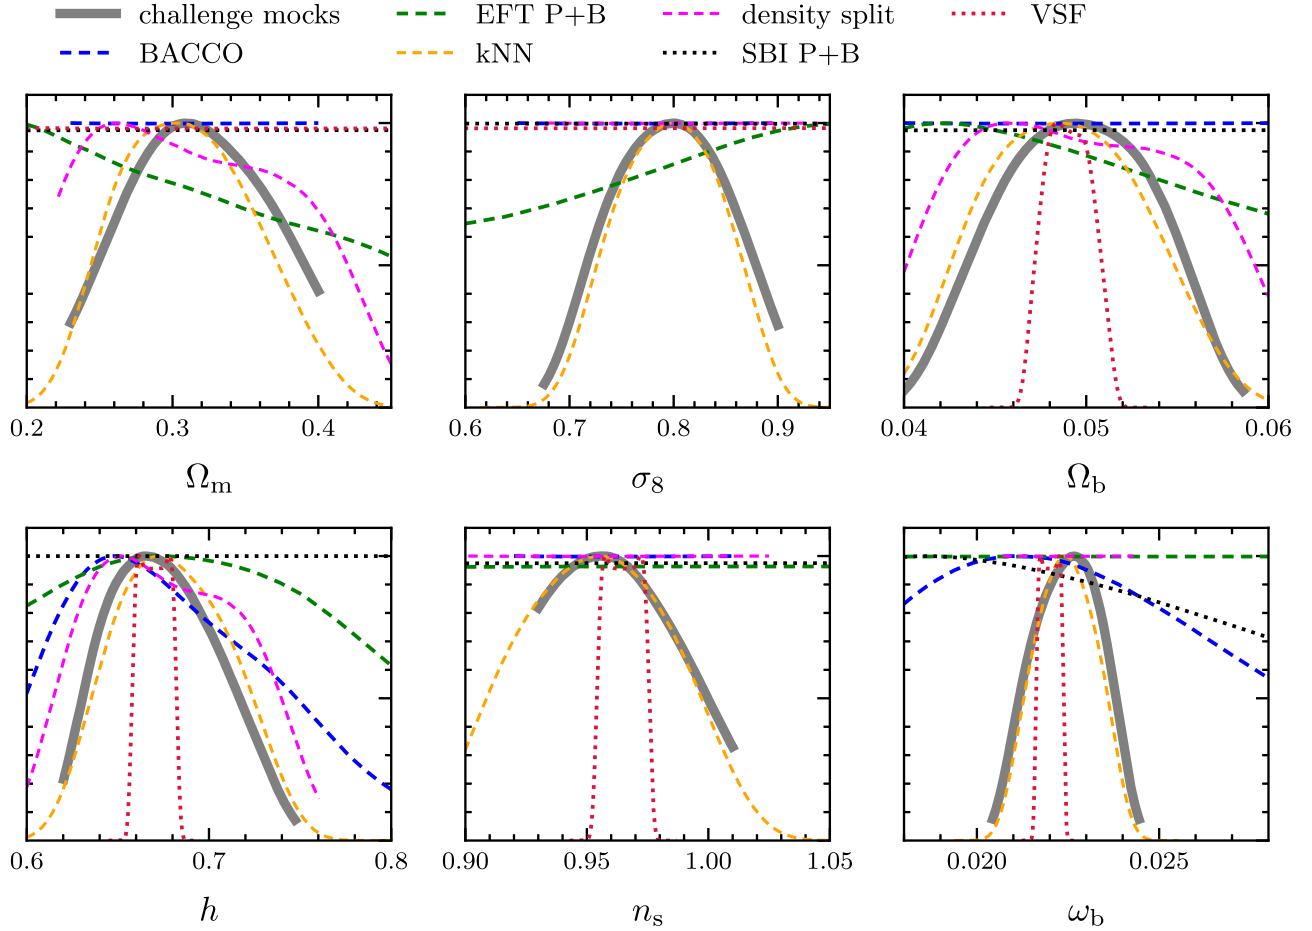 challenge mocks EFT P+B density split VSF
BACCO kNN SBI P+B
0.2 0.3 0.4 0.6 0.7 0.8 0.9 0.04 0.05 0.06
Ωm σ8 Ωb
0.6 0.7 0.8 0.90 0.95 1.00 1.05 0.020 0.025
h ns ωb